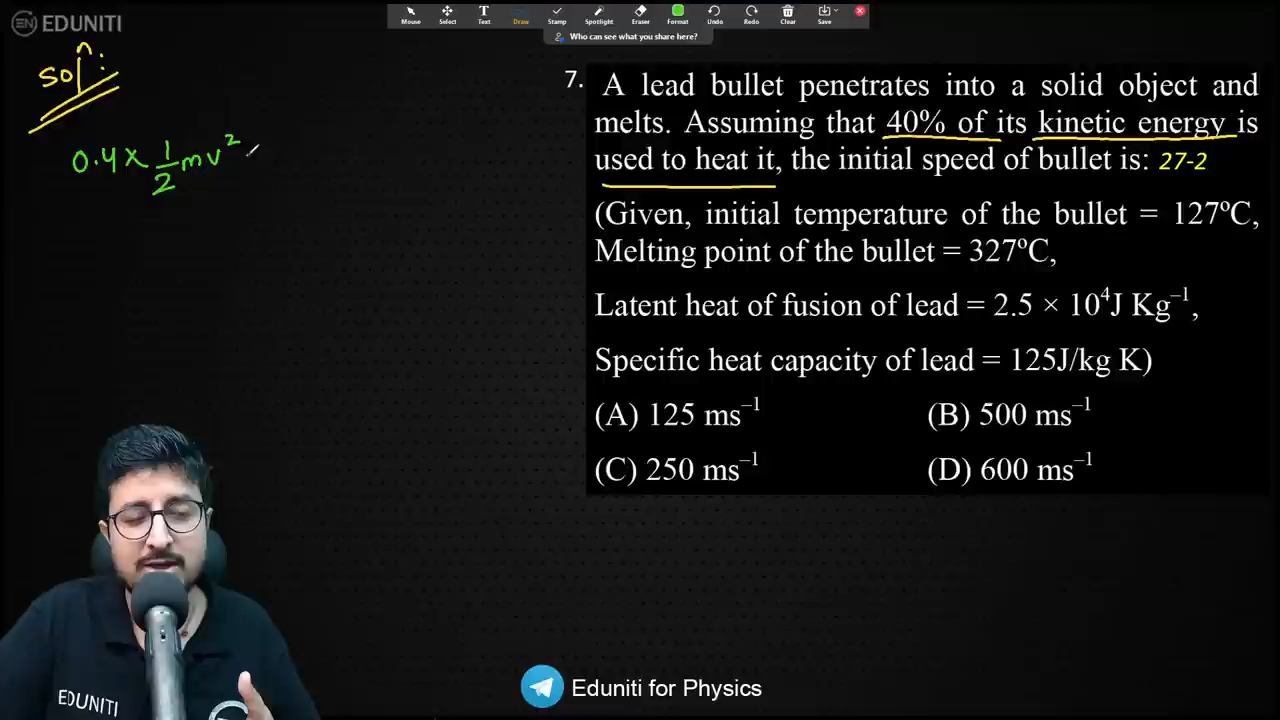 EN EDUNITI
Mouse Select Text Draw Stamp Spotlight Eraser Format Undo Redo Clear Save
Who can see what you share here?
Solⁿ:
0.4 × 1/2 mv²
7. A lead bullet penetrates into a solid object and
melts. Assuming that 40% of its kinetic energy is
used to heat it, the initial speed of bullet is: 27-2
(Given, initial temperature of the bullet = 127ºC,
Melting point of the bullet = 327ºC,
Latent heat of fusion of lead = 2.5 × 10⁴J Kg⁻¹,
Specific heat capacity of lead = 125J/kg K)
(A) 125 ms⁻¹ (B) 500 ms⁻¹
(C) 250 ms⁻¹ (D) 600 ms⁻¹
EDUNITI
Eduniti for Physics